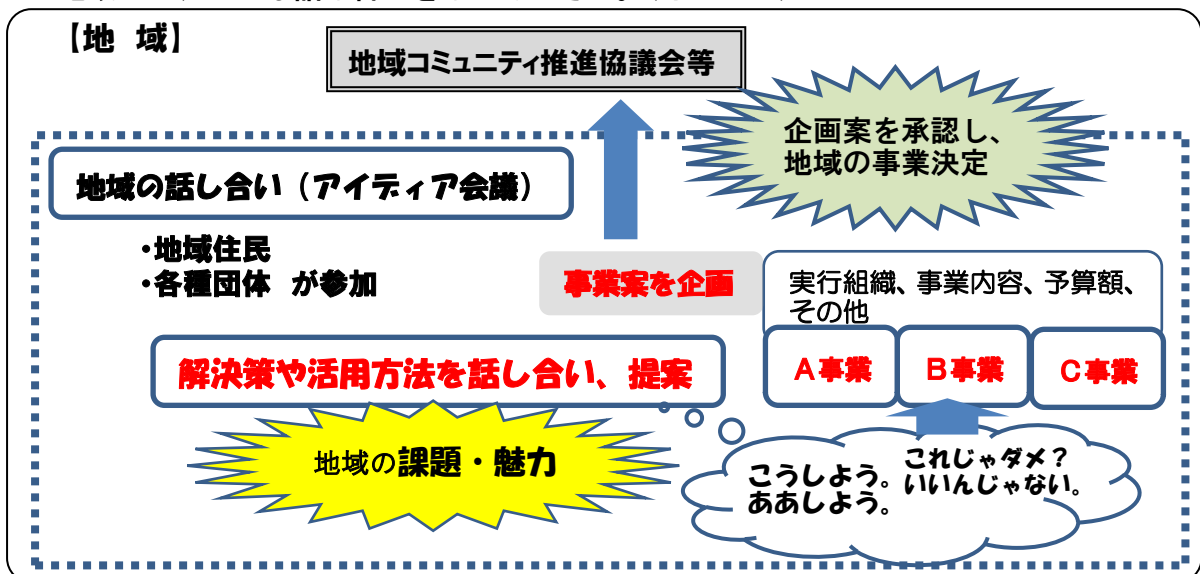 【地 域】
地域コミュニティ推進協議会等
企画案を承認し、
地域の事業決定
地域の話し合い（アイディア会議）
・地域住民
・各種団体 が参加
事業案を企画
実行組織、事業内容、予算額、
その他
解決策や活用方法を話し合い、提案
A事業
B事業
C事業
地域の課題・魅力
こうしよう。
ああしよう。
これじゃダメ？
いいんじゃない。